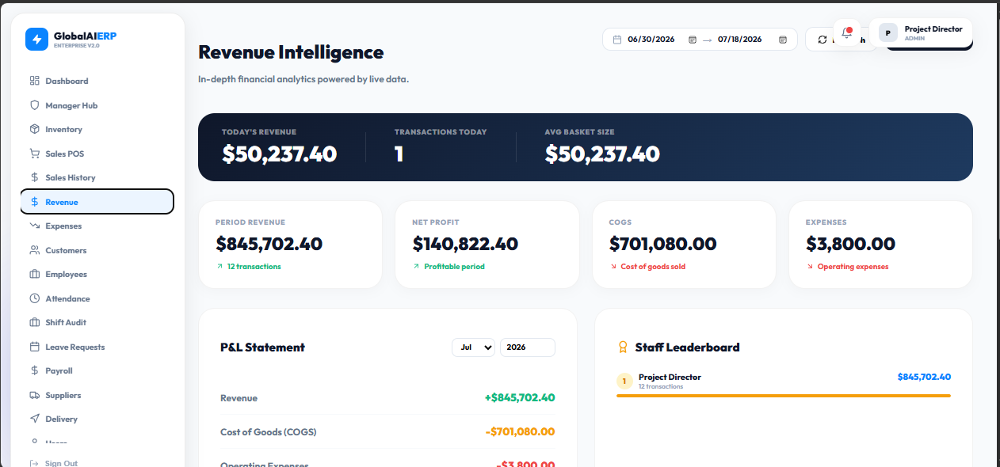 GlobalAIERP
ENTERPRISE V2.0
Dashboard
Manager Hub
Inventory
Sales POS
Sales History
Revenue
Expenses
Customers
Employees
Attendance
Shift Audit
Leave Requests
Payroll
Suppliers
Delivery
Users
Sign Out
Revenue Intelligence
In-depth financial analytics powered by live data.
06/30/2026 → 07/18/2026
P Project Director
ADMIN
TODAY'S REVENUE
$50,237.40
TRANSACTIONS TODAY
1
AVG BASKET SIZE
$50,237.40
PERIOD REVENUE
$845,702.40
12 transactions
NET PROFIT
$140,822.40
Profitable period
COGS
$701,080.00
Cost of goods sold
EXPENSES
$3,800.00
Operating expenses
P&L Statement
Jul 2026
Revenue +$845,702.40
Cost of Goods (COGS) -$701,080.00
Operating Expenses -$3,800.00
Staff Leaderboard
1 Project Director $845,702.40
12 transactions